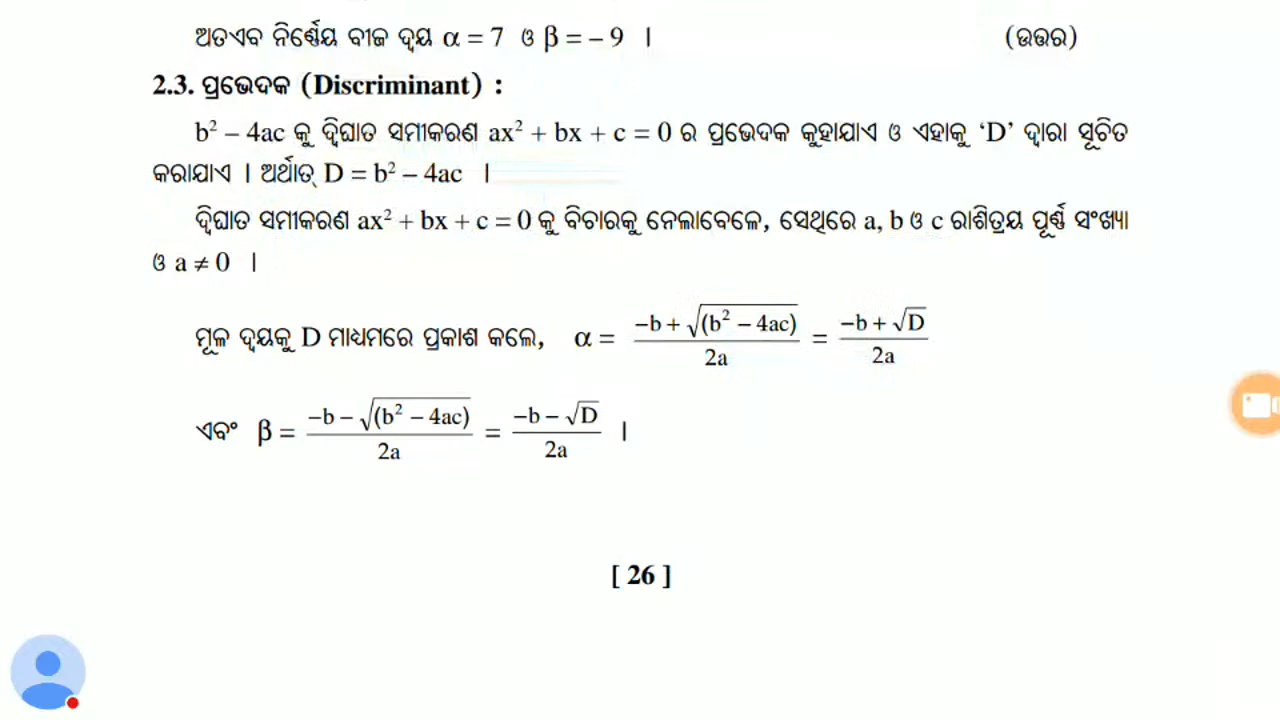 ଅତଏବ ନିର୍ଣ୍ଣେୟ ବୀଜ ଦ୍ୱୟ α = 7 ଓ β = – 9 । (ଉତ୍ତର)
2.3. ପ୍ରଭେଦକ (Discriminant) :
b² – 4ac କୁ ଦ୍ୱିଘାତ ସମୀକରଣ ax² + bx + c = 0 ର ପ୍ରଭେଦକ କୁହାଯାଏ ଓ ଏହାକୁ ‘D’ ଦ୍ୱାରା ସୂଚିତ
କରାଯାଏ । ଅର୍ଥାତ୍ D = b² – 4ac ।
ଦ୍ୱିଘାତ ସମୀକରଣ ax² + bx + c = 0 କୁ ବିଚାରକୁ ନେଲାବେଳେ, ସେଥିରେ a, b ଓ c ରାଶିତ୍ରୟ ପୂର୍ଣ୍ଣ ସଂଖ୍ୟା
ଓ a ≠ 0 ।
ମୂଳ ଦ୍ୱୟକୁ D ମାଧ୍ୟମରେ ପ୍ରକାଶ କଲେ, α = (–b + √(b² – 4ac))/2a = (–b + √D)/2a
ଏବଂ β = (–b – √(b² – 4ac))/2a = (–b – √D)/2a ।
[ 26 ]